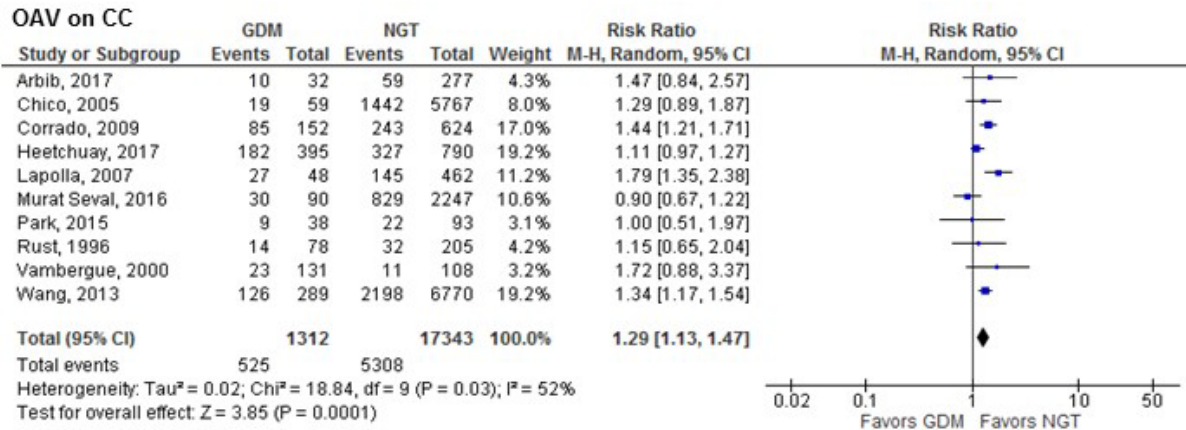 OAV on CC
GDM NGT Risk Ratio Risk Ratio
Study or Subgroup Events Total Events Total Weight M-H, Random, 95% CI M-H, Random, 95% CI
Arbib, 2017 10 32 59 277 4.3% 1.47 [0.84, 2.57]
Chico, 2005 19 59 1442 5767 8.0% 1.29 [0.89, 1.87]
Corrado, 2009 85 152 243 624 17.0% 1.44 [1.21, 1.71]
Heetchuay, 2017 182 395 327 790 19.2% 1.11 [0.97, 1.27]
Lapolla, 2007 27 48 145 462 11.2% 1.79 [1.35, 2.38]
Murat Seval, 2016 30 90 829 2247 10.6% 0.90 [0.67, 1.22]
Park, 2015 9 38 22 93 3.1% 1.00 [0.51, 1.97]
Rust, 1996 14 78 32 205 4.2% 1.15 [0.65, 2.04]
Vambergue, 2000 23 131 11 108 3.2% 1.72 [0.88, 3.37]
Wang, 2013 126 289 2198 6770 19.2% 1.34 [1.17, 1.54]
Total (95% CI) 1312 17343 100.0% 1.29 [1.13, 1.47]
Total events 525 5308
Heterogeneity: Tau² = 0.02; Chi² = 18.84, df = 9 (P = 0.03); I² = 52%
Test for overall effect: Z = 3.85 (P = 0.0001)
0.02 0.1 1 10 50
Favors GDM Favors NGT